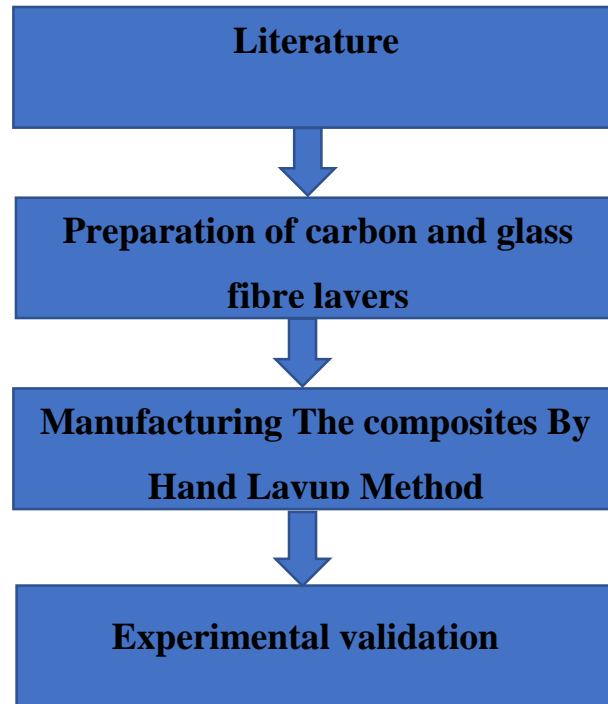 Literature
Preparation of carbon and glass
fibre layers
Manufacturing The composites By
Hand Layup Method
Experimental validation